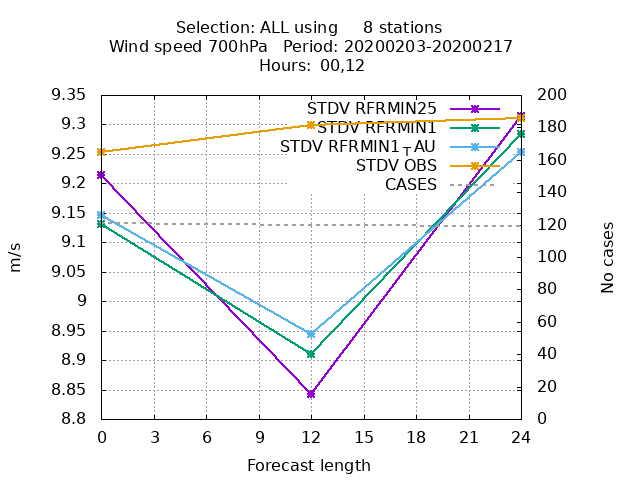 Selection: ALL using     8 stations
Wind speed 700hPa   Period: 20200203-20200217
Hours: 00,12
9.35
9.3
9.25
9.2
9.15
9.1
9.05
9
8.95
8.9
8.85
8.8
m/s
STDV RFRMIN25
STDV RFRMIN1
STDV RFRMIN1┬AU
STDV OBS
CASES
200
180
160
140
120
100
80
60
40
20
0
No cases
0 3 6 9 12 15 18 21 24
Forecast length